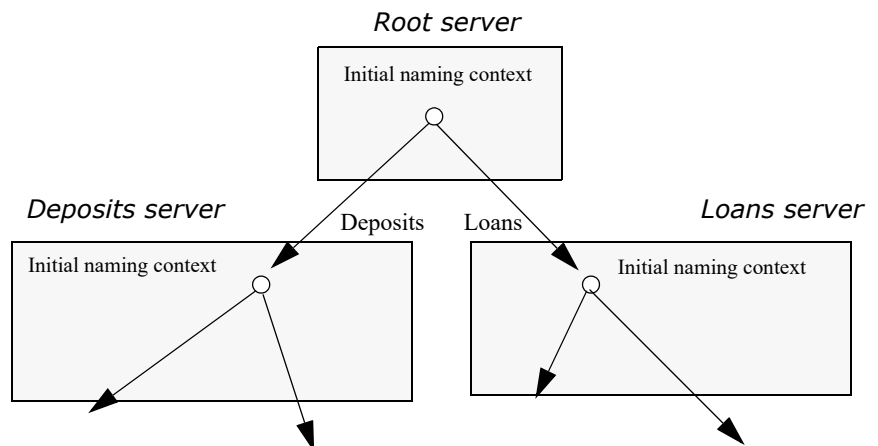 Root server
Initial naming context
Deposits server
Deposits
Loans
Loans server
Initial naming context
Initial naming context